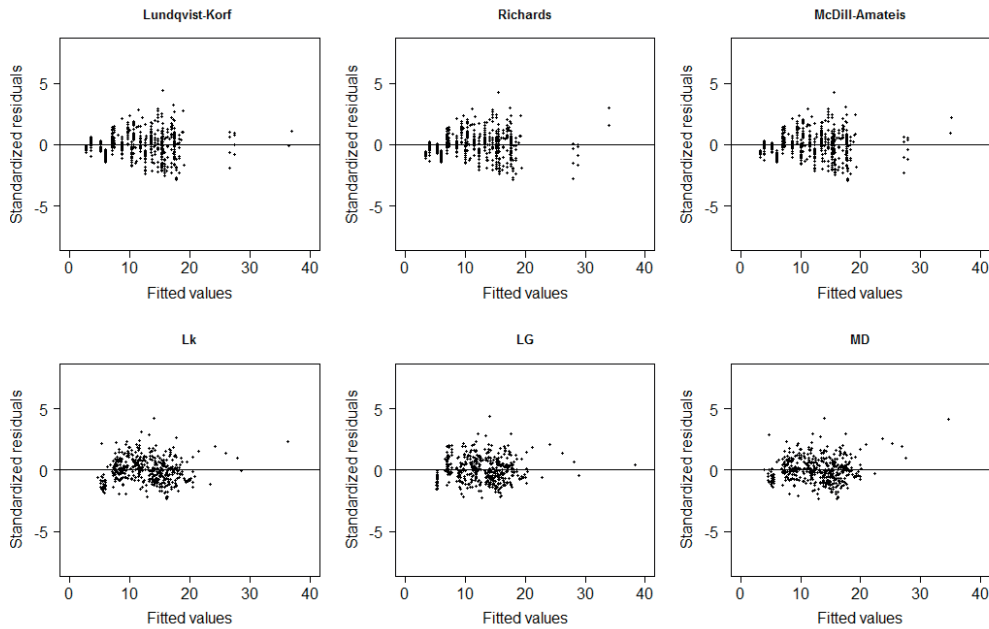 Lundqvist-Korf
Richards
McDill-Amateis
Standardized residuals
5
0
-5
0 10 20 30 40
Fitted values
Standardized residuals
5
0
-5
0 10 20 30 40
Fitted values
Standardized residuals
5
0
-5
0 10 20 30 40
Fitted values
Lk
LG
MD
Standardized residuals
5
0
-5
0 10 20 30 40
Fitted values
Standardized residuals
5
0
-5
0 10 20 30 40
Fitted values
Standardized residuals
5
0
-5
0 10 20 30 40
Fitted values